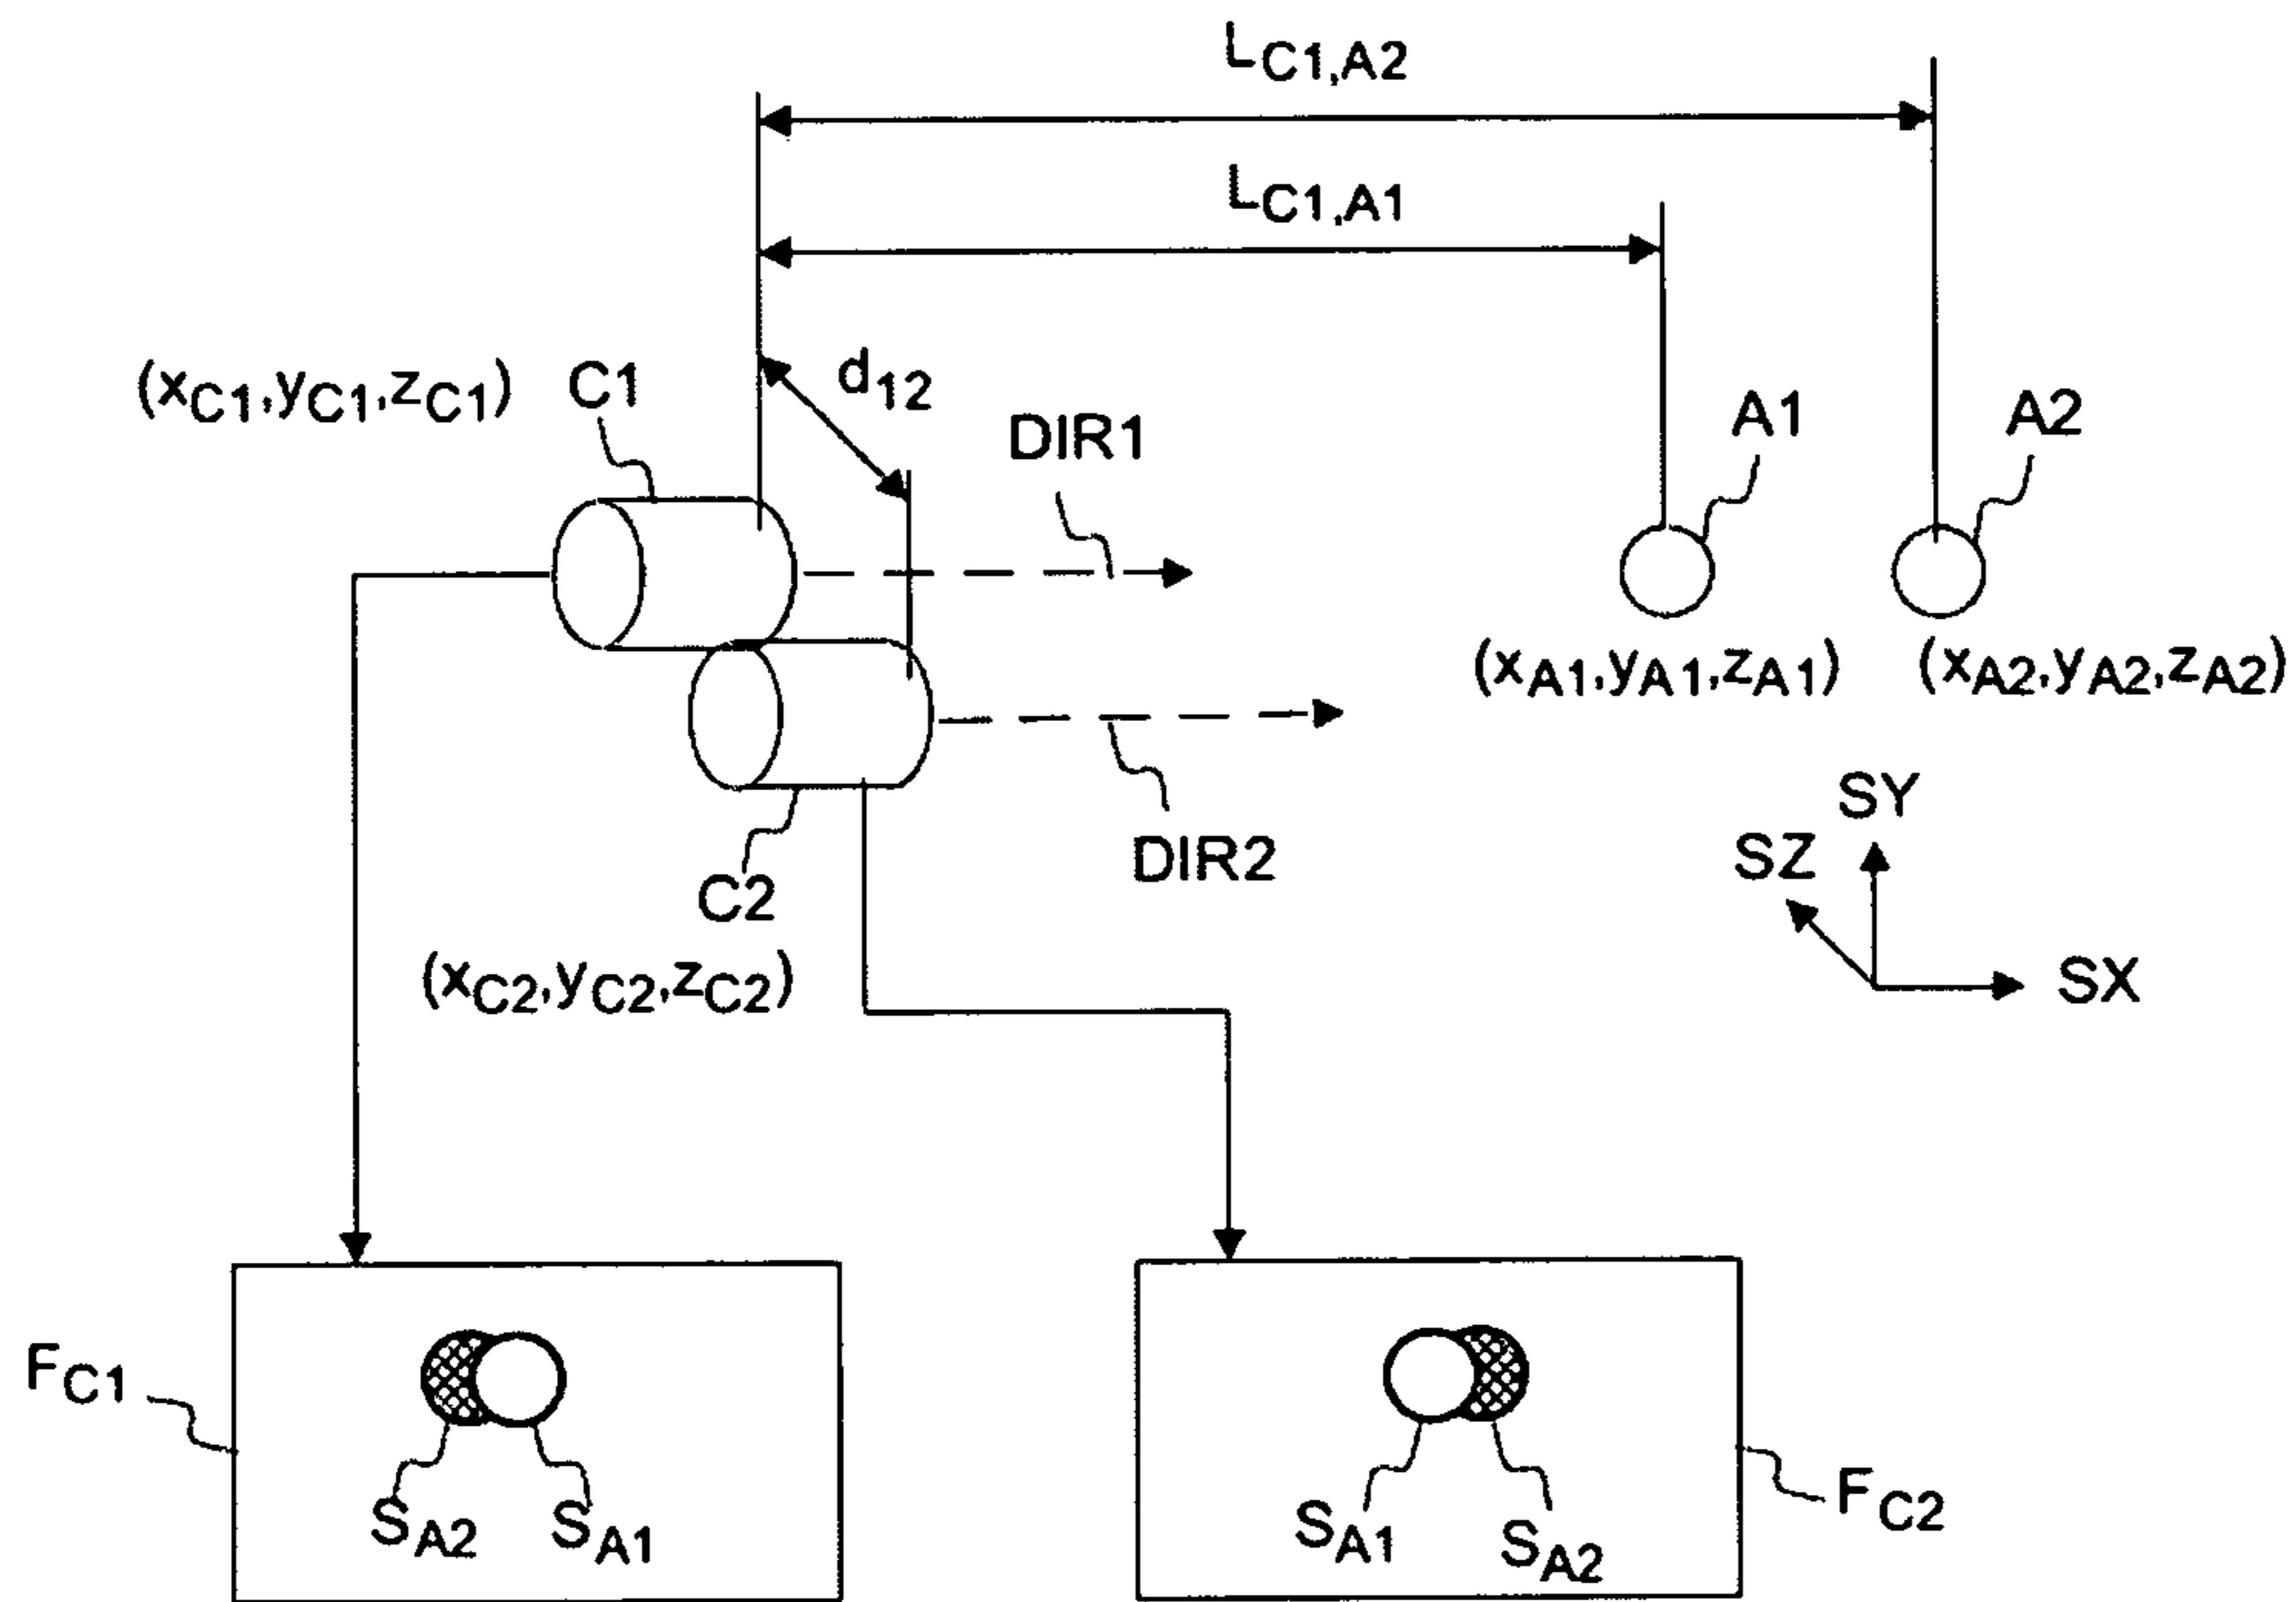 LC1,A2
LC1,A1
(xC1,yC1,zC1)
C1
d12
DIR1
A1
A2
(xA1,yA1,zA1)
(xA2,yA2,zA2)
DIR2
C2
(xC2,yC2,zC2)
SY
SZ
SX
FC1
SA2
SA1
SA1
SA2
FC2